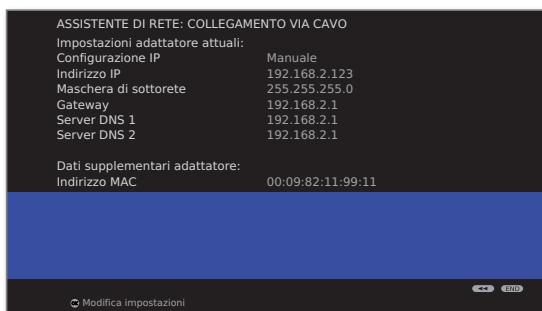 ASSISTENTE DI RETE: COLLEGAMENTO VIA CAVO
Impostazioni adattatore attuali:
Configurazione IP Manuale
Indirizzo IP 192.168.2.123
Maschera di sottorete 255.255.255.0
Gateway 192.168.2.1
Server DNS 1 192.168.2.1
Server DNS 2 192.168.2.1
Dati supplementari adattatore:
Indirizzo MAC 00:09:82:11:99:11
END
OK Modifica impostazioni